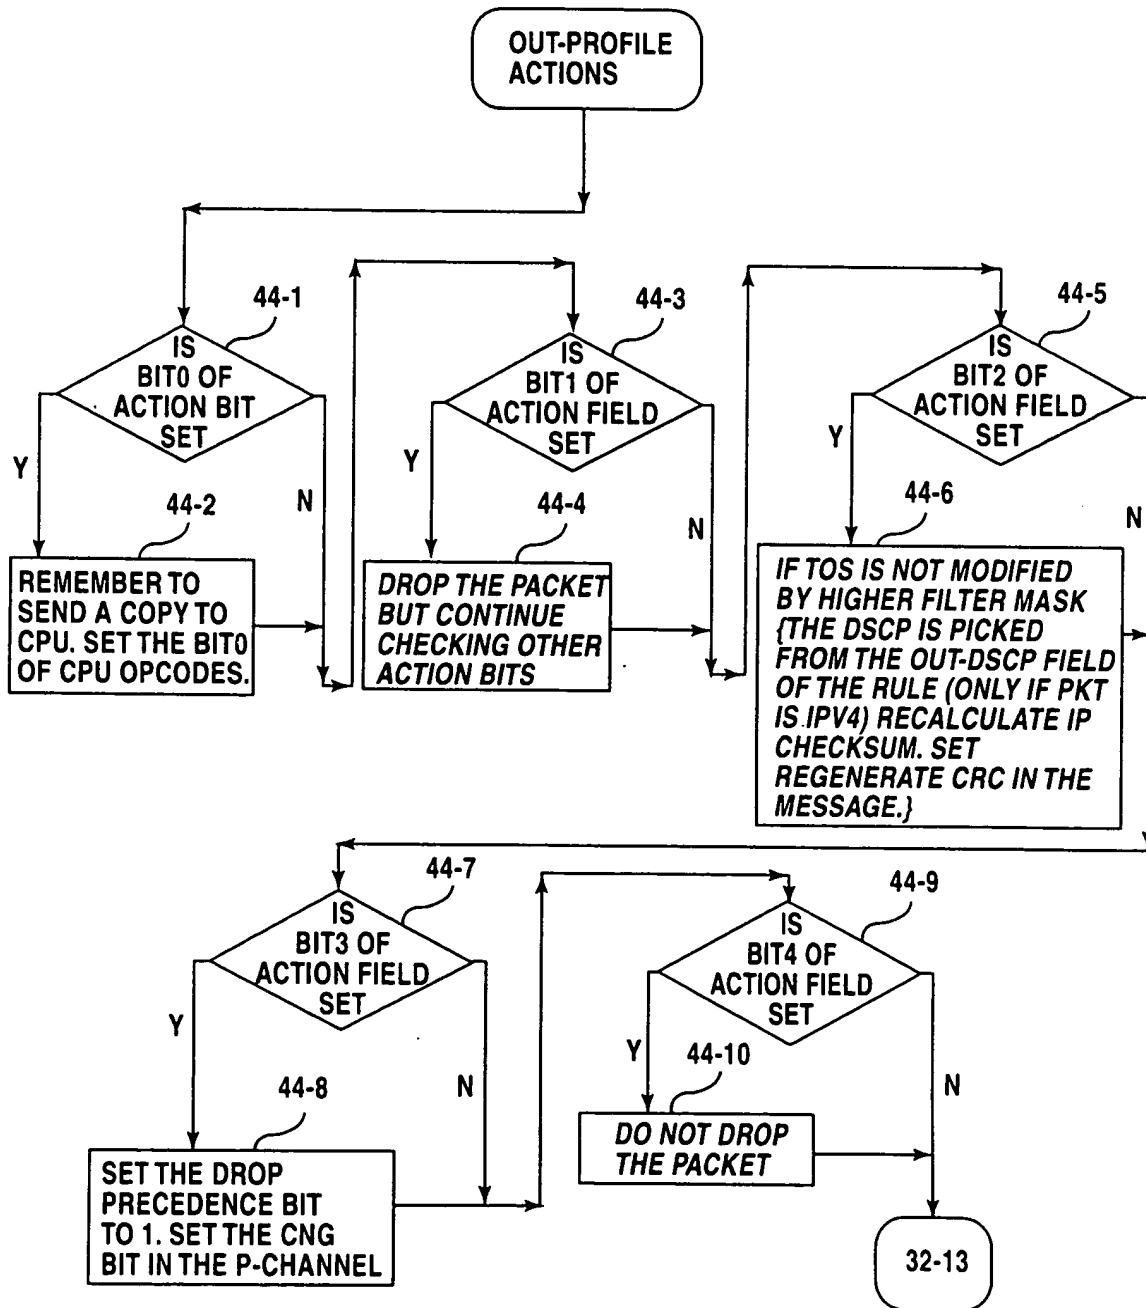 OUT-PROFILE
ACTIONS
44-1
IS
BIT0 OF
ACTION BIT
SET
Y
N
44-2
REMEMBER TO
SEND A COPY TO
CPU. SET THE BIT0
OF CPU OPCODES.
44-3
IS
BIT1 OF
ACTION FIELD
SET
Y
N
44-4
DROP THE PACKET
BUT CONTINUE
CHECKING OTHER
ACTION BITS
44-5
IS
BIT2 OF
ACTION FIELD
SET
Y
N
44-6
IF TOS IS NOT MODIFIED
BY HIGHER FILTER MASK
{THE DSCP IS PICKED
FROM THE OUT-DSCP FIELD
OF THE RULE (ONLY IF PKT
IS IPV4) RECALCULATE IP
CHECKSUM. SET
REGENERATE CRC IN THE
MESSAGE.}
44-7
IS
BIT3 OF
ACTION FIELD
SET
Y
N
44-8
SET THE DROP
PRECEDENCE BIT
TO 1. SET THE CNG
BIT IN THE P-CHANNEL
44-9
IS
BIT4 OF
ACTION FIELD
SET
Y
N
44-10
DO NOT DROP
THE PACKET
32-13